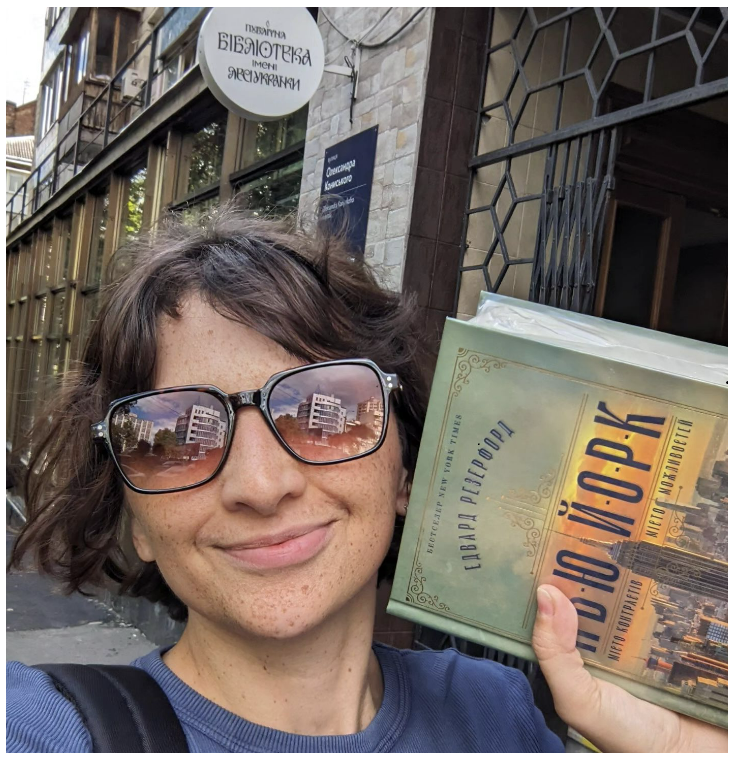 ПУБЛІЧНА
БІБЛІОТЕКА
ІМЕНІ
ЛЕСІ УКРАЇНКИ
вулиця
Олександра
Кониського
БЕСТСЕЛЕР NEW YORK TIMES
ЕДВАРД РЕЗЕРФОРД
НЬЮ ЙОРК
МІСТО КОНТРАСТІВ
МІСТО МОЖЛИВОСТЕЙ